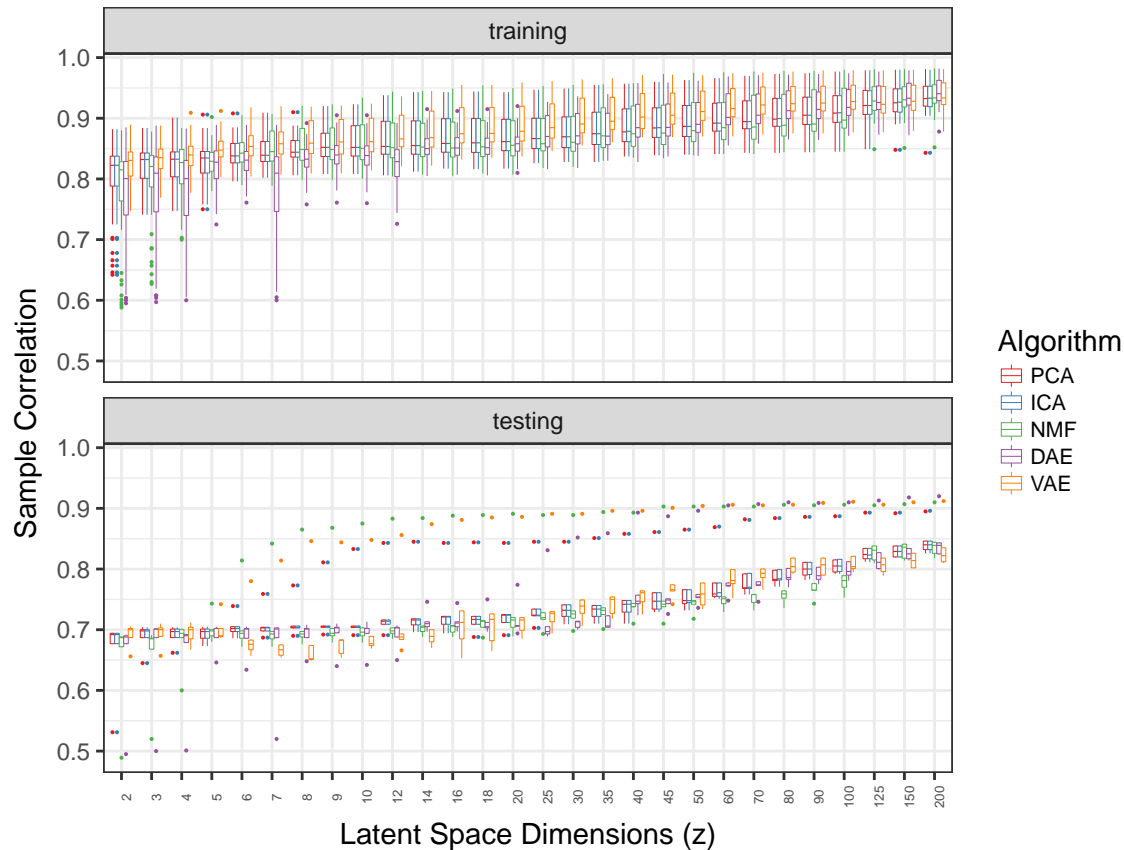 training
1.0
0.9
0.8
0.7
0.6
0.5
testing
1.0
0.9
0.8
0.7
0.6
0.5
Sample Correlation
2 3 4 5 6 7 8 9 10 12 14 16 18 20 25 30 35 40 45 50 60 70 80 90 100 125 150 200
Latent Space Dimensions (z)
Algorithm
PCA
ICA
NMF
DAE
VAE